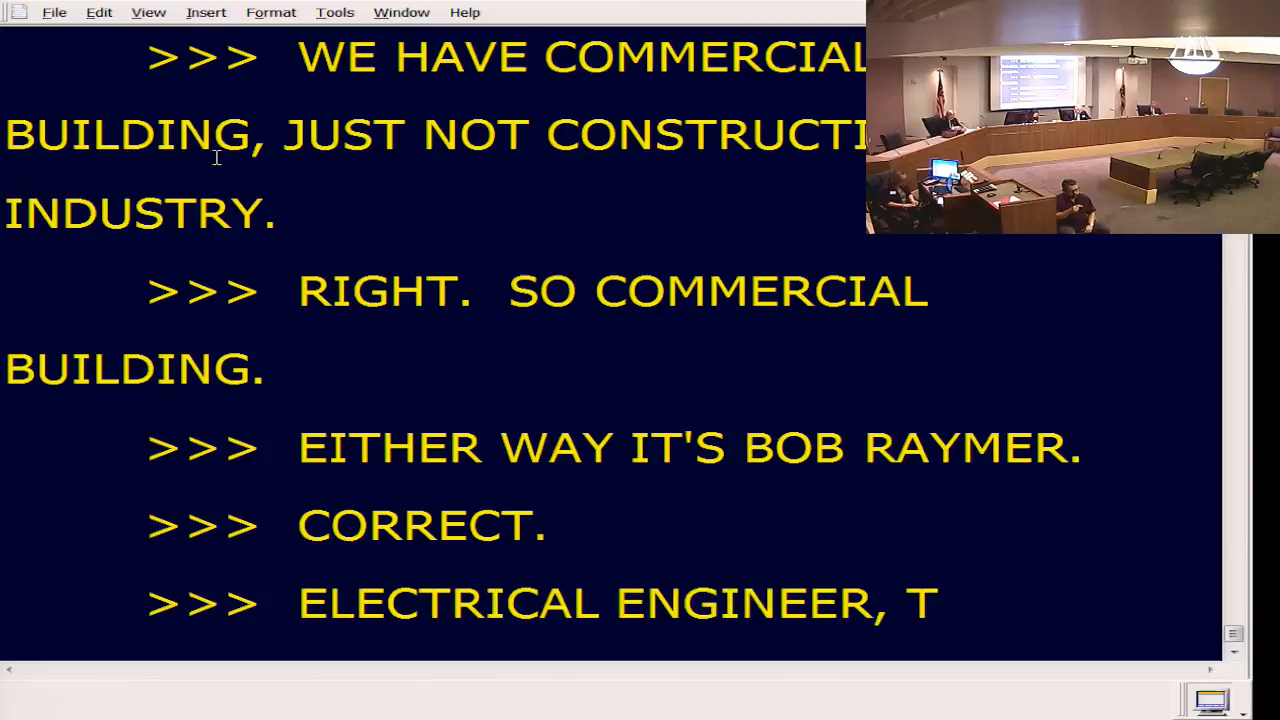 File Edit View Insert Format Tools Window Help
>>> WE HAVE COMMERCIAL
BUILDING, JUST NOT CONSTRUCTI
INDUSTRY.
>>> RIGHT. SO COMMERCIAL
BUILDING.
>>> EITHER WAY IT'S BOB RAYMER.
>>> CORRECT.
>>> ELECTRICAL ENGINEER, T